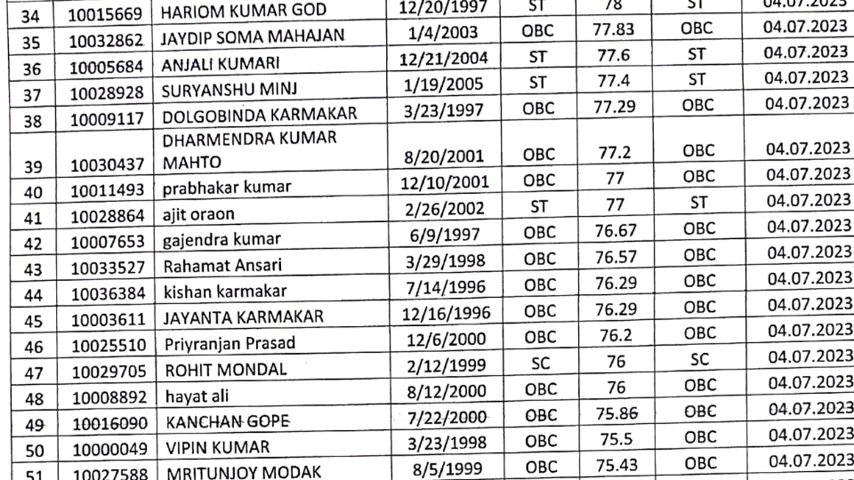 34 10015669 HARIOM KUMAR GOD 12/20/1997 ST 78 ST 04.07.2023
35 10032862 JAYDIP SOMA MAHAJAN 1/4/2003 OBC 77.83 OBC 04.07.2023
36 10005684 ANJALI KUMARI 12/21/2004 ST 77.6 ST 04.07.2023
37 10028928 SURYANSHU MINJ 1/19/2005 ST 77.4 ST 04.07.2023
38 10009117 DOLGOBINDA KARMAKAR 3/23/1997 OBC 77.29 OBC 04.07.2023
DHARMENDRA KUMAR
39 10030437 MAHTO 8/20/2001 OBC 77.2 OBC 04.07.2023
40 10011493 prabhakar kumar 12/10/2001 OBC 77 OBC 04.07.2023
41 10028864 ajit oraon 2/26/2002 ST 77 ST 04.07.2023
42 10007653 gajendra kumar 6/9/1997 OBC 76.67 OBC 04.07.2023
43 10033527 Rahamat Ansari 3/29/1998 OBC 76.57 OBC 04.07.2023
44 10036384 kishan karmakar 7/14/1996 OBC 76.29 OBC 04.07.2023
45 10003611 JAYANTA KARMAKAR 12/16/1996 OBC 76.29 OBC 04.07.2023
46 10025510 Priyranjan Prasad 12/6/2000 OBC 76.2 OBC 04.07.2023
47 10029705 ROHIT MONDAL 2/12/1999 SC 76 SC 04.07.2023
48 10008892 hayat ali 8/12/2000 OBC 76 OBC 04.07.2023
49 10016090 KANCHAN GOPE 7/22/2000 OBC 75.86 OBC 04.07.2023
50 10000049 VIPIN KUMAR 3/23/1998 OBC 75.5 OBC 04.07.2023
51 10027588 MRITUNJOY MODAK 8/5/1999 OBC 75.43 OBC 04.07.2023